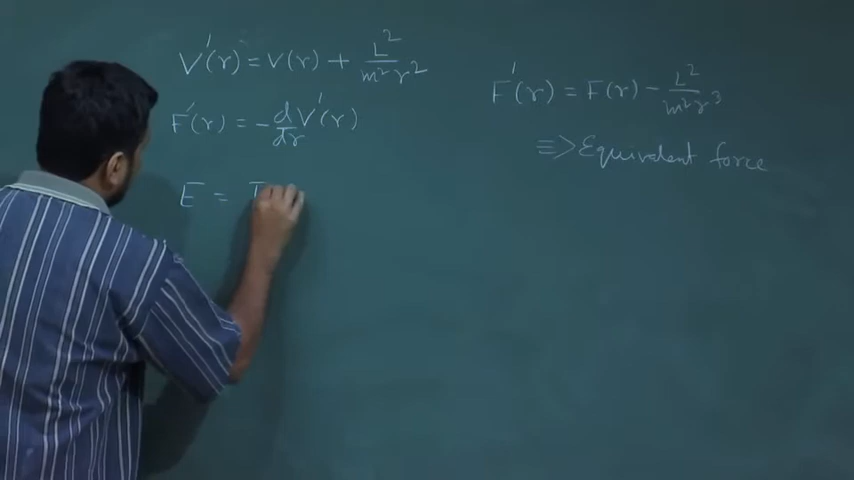 V'(r) = V(r) + L²/m²r²
F'(r) = -d/dr V'(r)
E = T
F'(r) = F(r) - L²/m²r³
≡> Equivalent force